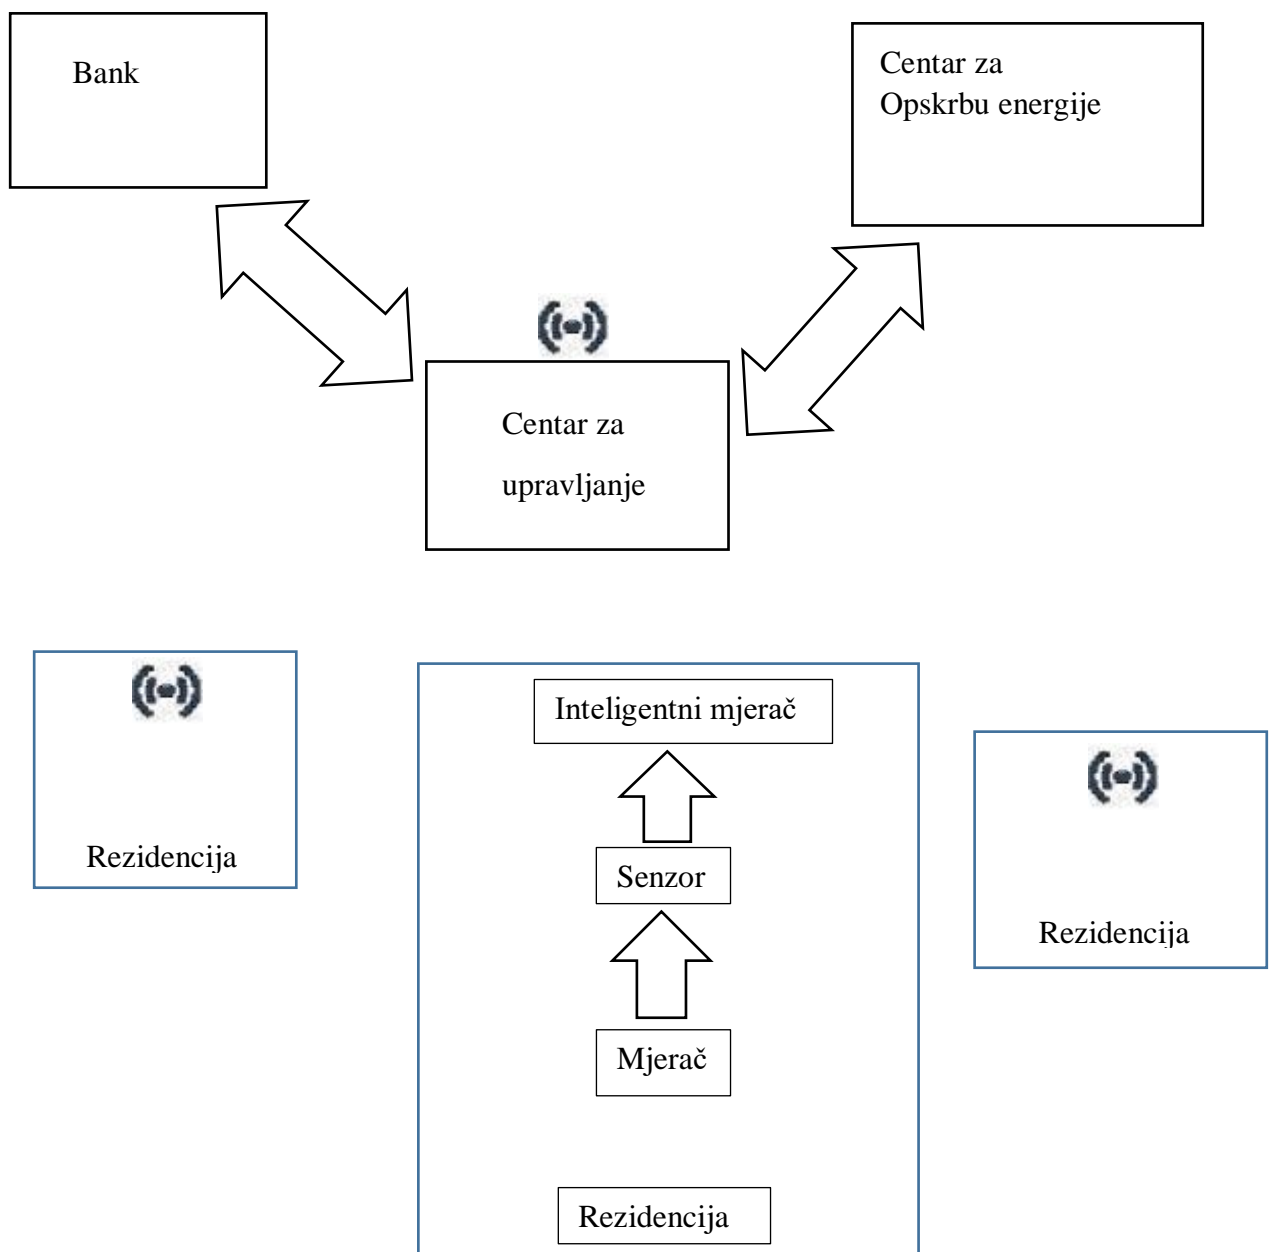 Bank
Centar za
Opskrbu energije
Centar za
upravljanje
Inteligentni mjerač
Rezidencija
Senzor
Rezidencija
Mjerač
Rezidencija